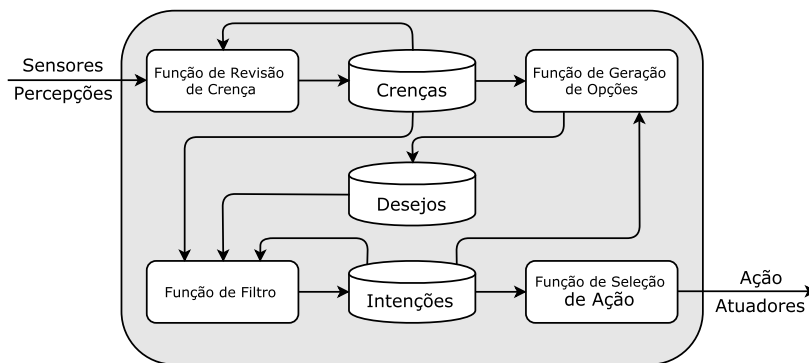 Sensores
Percepções
Função de Revisão
de Crença
Crenças
Função de Geração
de Opções
Desejos
Função de Filtro
Intenções
Função de Seleção
de Ação
Ação
Atuadores